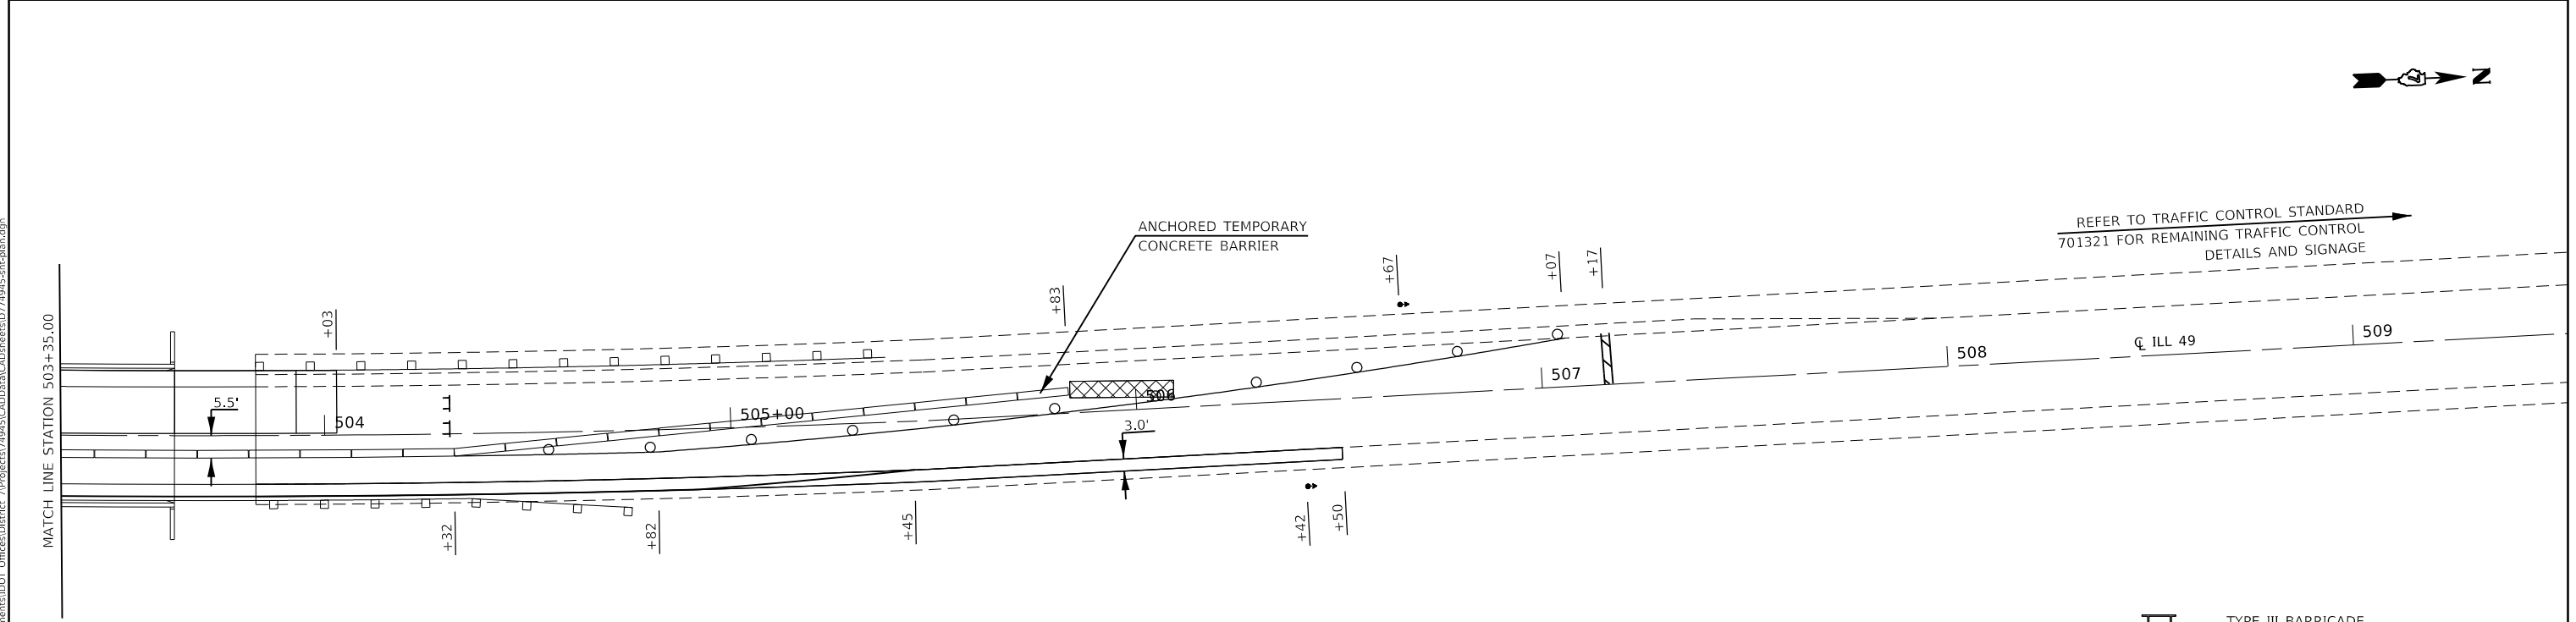 N
REFER TO TRAFFIC CONTROL STANDARD
701321 FOR REMAINING TRAFFIC CONTROL
DETAILS AND SIGNAGE
ANCHORED TEMPORARY
CONCRETE BARRIER
MATCH LINE STATION 503+35.00
+03
+83
+67
+07
+17
5.5'
504
505+00
506
507
508
509
℄ ILL 49
3.0'
+32
+82
+45
+42
+50
TYPE III BARRICADE